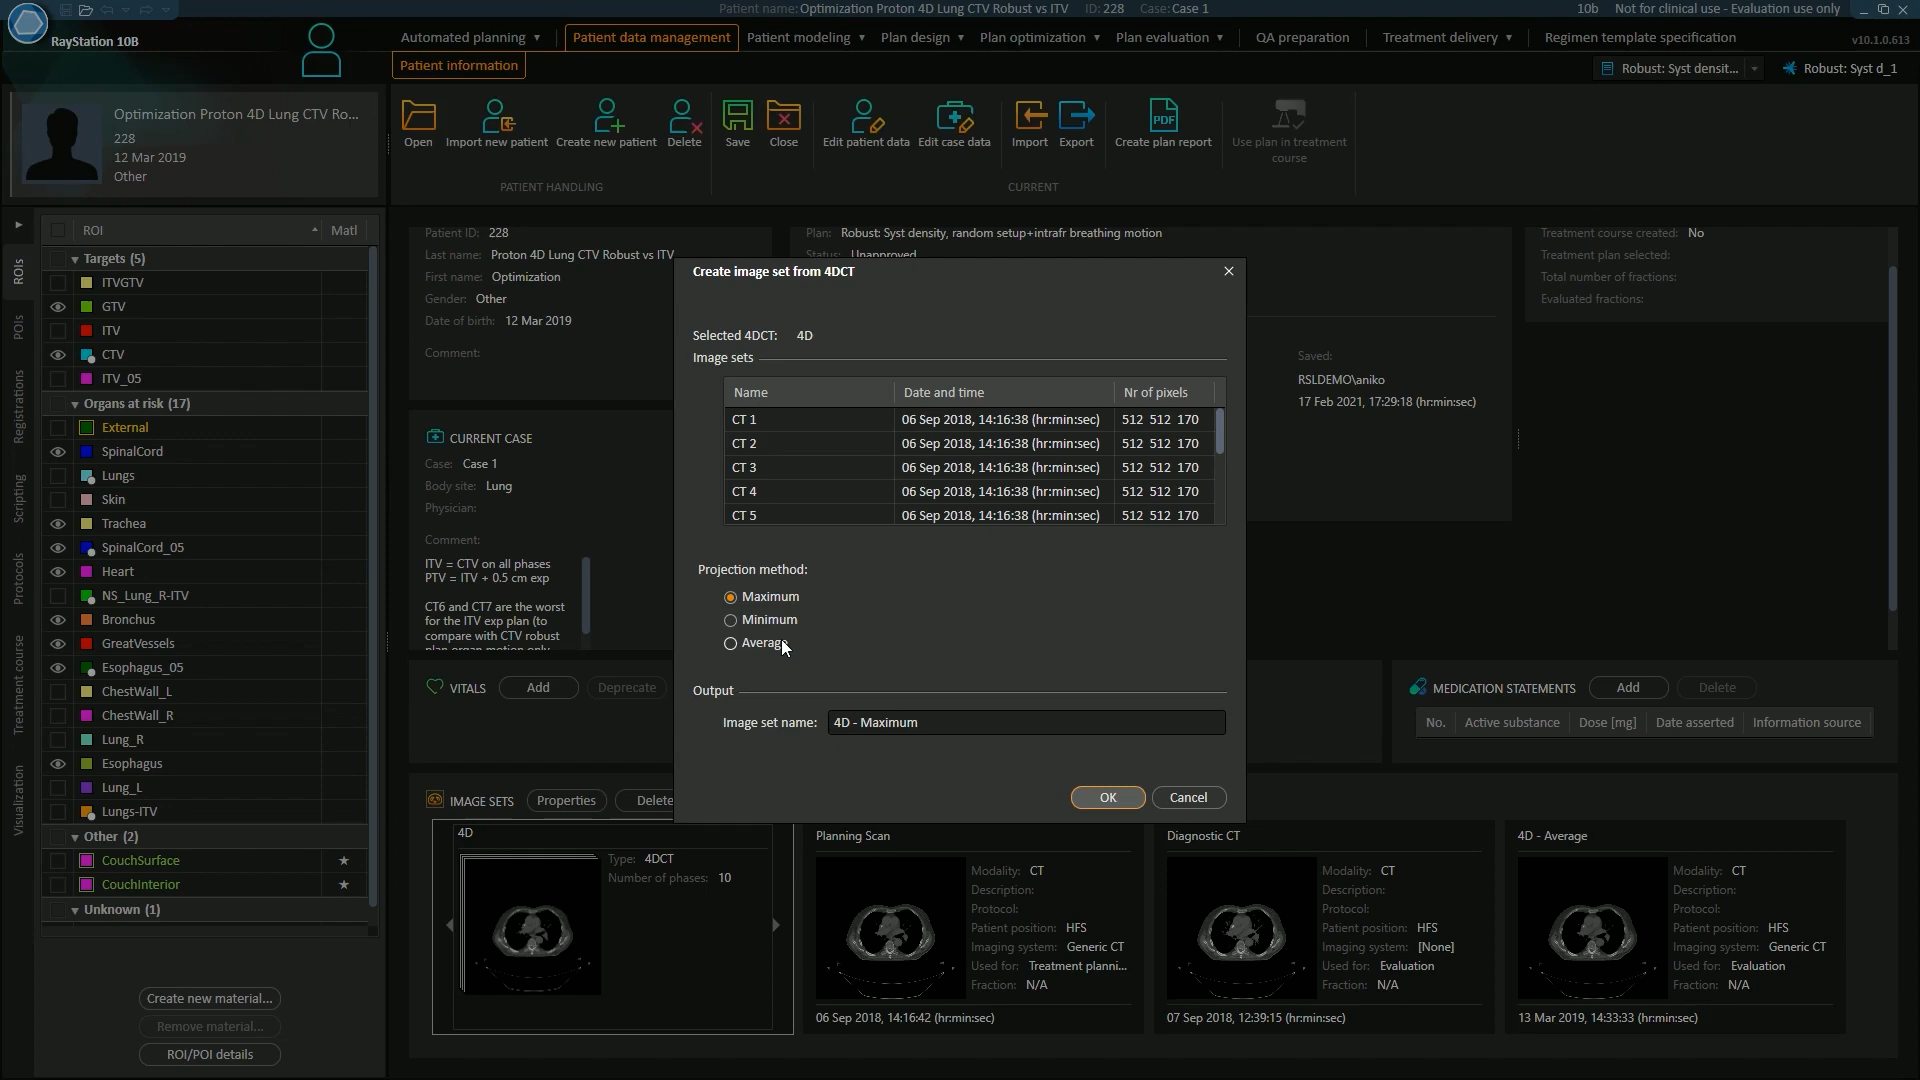 Patient name: Optimization Proton 4D Lung CTV Robust vs ITV ID: 228 Case: Case 1
10b Not for clinical use - Evaluation use only
RayStation 10B
Automated planning
Patient data management
Patient modeling
Plan design
Plan optimization
Plan evaluation
QA preparation
Treatment delivery
Regimen template specification
v10.1.0.613
Patient information
Robust: Syst densit...
Robust: Syst d_1
Optimization Proton 4D Lung CTV Ro...
228
12 Mar 2019
Other
Open
Import new patient
Create new patient
Delete
Save
Close
Edit patient data
Edit case data
Import
Export
PDF
Create plan report
Use plan in treatment
course
PATIENT HANDLING
CURRENT
ROIs
POIs
Registrations
Scripting
Protocols
Treatment course
Visualization
ROI Matl
Targets (5)
ITVGTV
GTV
ITV
CTV
ITV_05
Organs at risk (17)
External
SpinalCord
Lungs
Skin
Trachea
SpinalCord_05
Heart
NS_Lung_R-ITV
Bronchus
GreatVessels
Esophagus_05
ChestWall_L
ChestWall_R
Lung_R
Esophagus
Lung_L
Lungs-ITV
Other (2)
CouchSurface
CouchInterior
Unknown (1)
Create new material...
Remove material...
ROI/POI details
Patient ID: 228
Last name: Proton 4D Lung CTV Robust vs ITV
First name: Optimization
Gender: Other
Date of birth: 12 Mar 2019
Comment:
Plan: Robust: Syst density, random setup+intrafr breathing motion
Status: Unapproved
Treatment course created: No
Treatment plan selected:
Total number of fractions:
Evaluated fractions:
Saved:
RSLDEMO\aniko
17 Feb 2021, 17:29:18 (hr:min:sec)
CURRENT CASE
Case: Case 1
Body site: Lung
Physician:
Comment:
ITV = CTV on all phases
PTV = ITV + 0.5 cm exp
CT6 and CT7 are the worst
for the ITV exp plan (to
compare with CTV robust
plan organ motion only
Create image set from 4DCT
Selected 4DCT: 4D
Image sets
Name Date and time Nr of pixels
CT 1 06 Sep 2018, 14:16:38 (hr:min:sec) 512 512 170
CT 2 06 Sep 2018, 14:16:38 (hr:min:sec) 512 512 170
CT 3 06 Sep 2018, 14:16:38 (hr:min:sec) 512 512 170
CT 4 06 Sep 2018, 14:16:38 (hr:min:sec) 512 512 170
CT 5 06 Sep 2018, 14:16:38 (hr:min:sec) 512 512 170
Projection method:
Maximum
Minimum
Average
Output
Image set name: 4D - Maximum
OK
Cancel
VITALS
Add
Deprecate
MEDICATION STATEMENTS
Add
Delete
No. Active substance Dose [mg] Date asserted Information source
IMAGE SETS
Properties
Delete
4D
Type: 4DCT
Number of phases: 10
Planning Scan
Modality: CT
Description:
Protocol:
Patient position: HFS
Imaging system: Generic CT
Used for: Treatment planni...
Fraction: N/A
06 Sep 2018, 14:16:42 (hr:min:sec)
Diagnostic CT
Modality: CT
Description:
Protocol:
Patient position: HFS
Imaging system: [None]
Used for: Evaluation
Fraction: N/A
07 Sep 2018, 12:39:15 (hr:min:sec)
4D - Average
Modality: CT
Description:
Protocol:
Patient position: HFS
Imaging system: Generic CT
Used for: Evaluation
Fraction: N/A
13 Mar 2019, 14:33:33 (hr:min:sec)